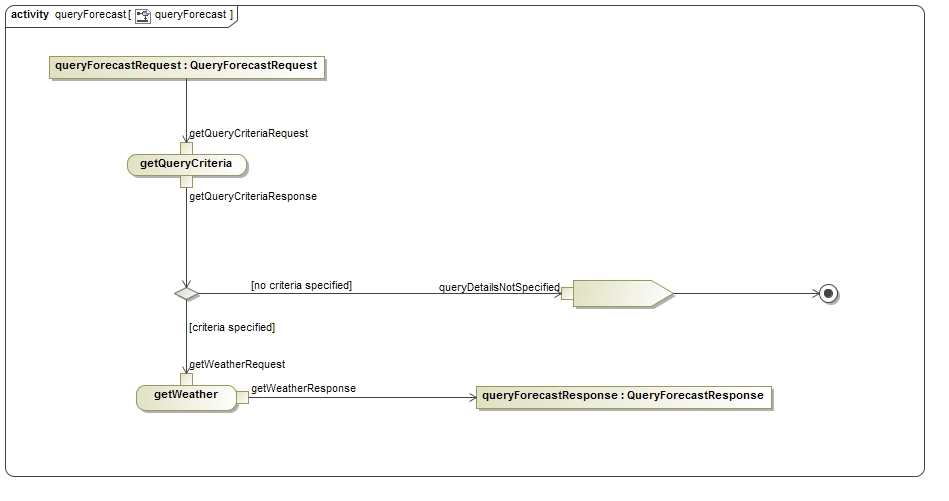 activity queryForecast [ queryForecast ]
queryForecastRequest : QueryForecastRequest
getQueryCriteriaRequest
getQueryCriteria
getQueryCriteriaResponse
[no criteria specified]
queryDetailsNotSpecified
[criteria specified]
getWeatherRequest
getWeather
getWeatherResponse
queryForecastResponse : QueryForecastResponse